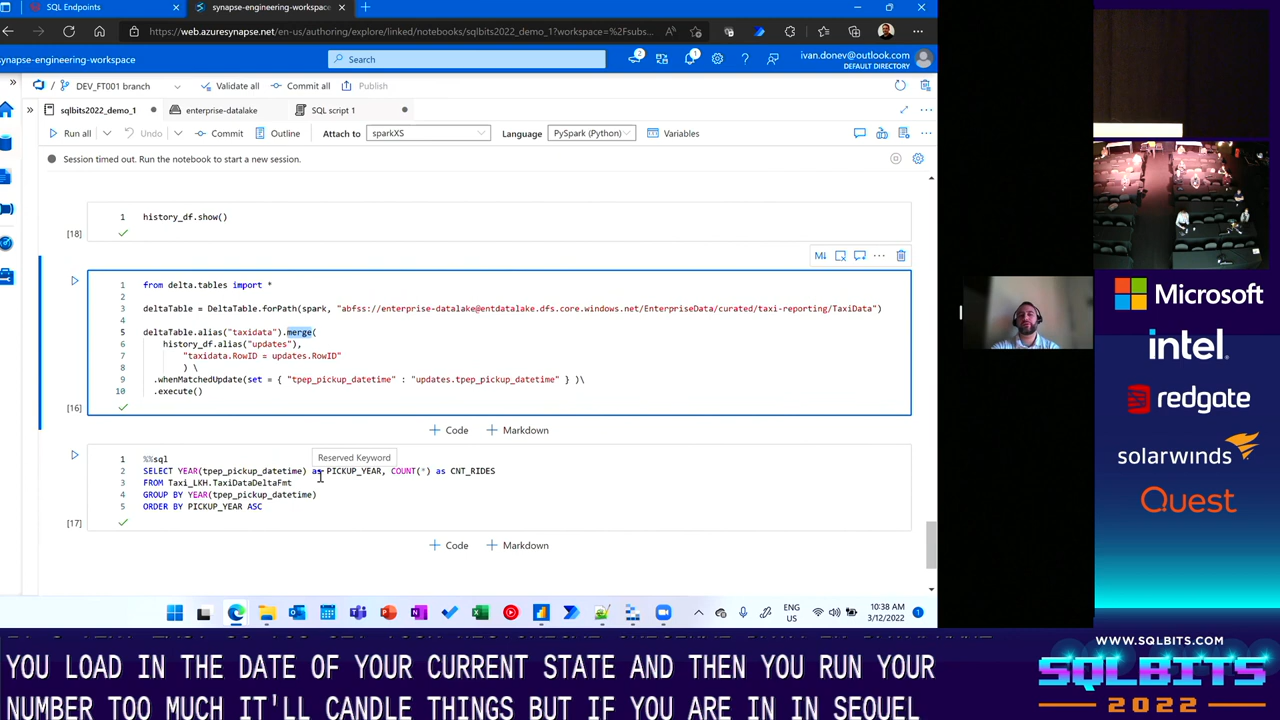 SQL Endpoints
synapse-engineering-workspace
https://web.azuresynapse.net/en-us/authoring/explore/linked/notebooks/sqlbits2022_demo_1?workspace=%2Fsubs...
synapse-engineering-workspace
Search
2
1
ivan.donev@outlook.com
DEFAULT DIRECTORY
DEV_FT001 branch
Validate all
Commit all
Publish
sqlbits2022_demo_1
enterprise-datalake
SQL script 1
Run all
Undo
Commit
Outline
Attach to
sparkXS
Language
PySpark (Python)
Variables
Session timed out. Run the notebook to start a new session.
1 history_df.show()
[18]
1 from delta.tables import *
2
3 deltaTable = DeltaTable.forPath(spark, "abfss://enterprise-datalake@entdatalake.dfs.core.windows.net/EnterpriseData/curated/taxi-reporting/TaxiData")
4
5 deltaTable.alias("taxidata").merge(
6 history_df.alias("updates"),
7 "taxidata.RowID = updates.RowID"
8 ) \
9 .whenMatchedUpdate(set = { "tpep_pickup_datetime" : "updates.tpep_pickup_datetime" } )\
10 .execute()
[16]
+ Code
+ Markdown
Reserved Keyword
1 %%sql
2 SELECT YEAR(tpep_pickup_datetime) as PICKUP_YEAR, COUNT(*) as CNT_RIDES
3 FROM Taxi_LKH.TaxiDataDeltaFmt
4 GROUP BY YEAR(tpep_pickup_datetime)
5 ORDER BY PICKUP_YEAR ASC
[17]
+ Code
+ Markdown
ENG
US
10:38 AM
3/12/2022
1
Microsoft
intel.
redgate
solarwinds
Quest
WWW.SQLBITS.COM
SQLBITS
2022
YOU LOAD IN THE DATE OF YOUR CURRENT STATE AND THEN YOU RUN YOUR
NUMBER TOO MUCH IT'LL CANDLE THINGS BUT IF YOU ARE IN IN SEQUEL